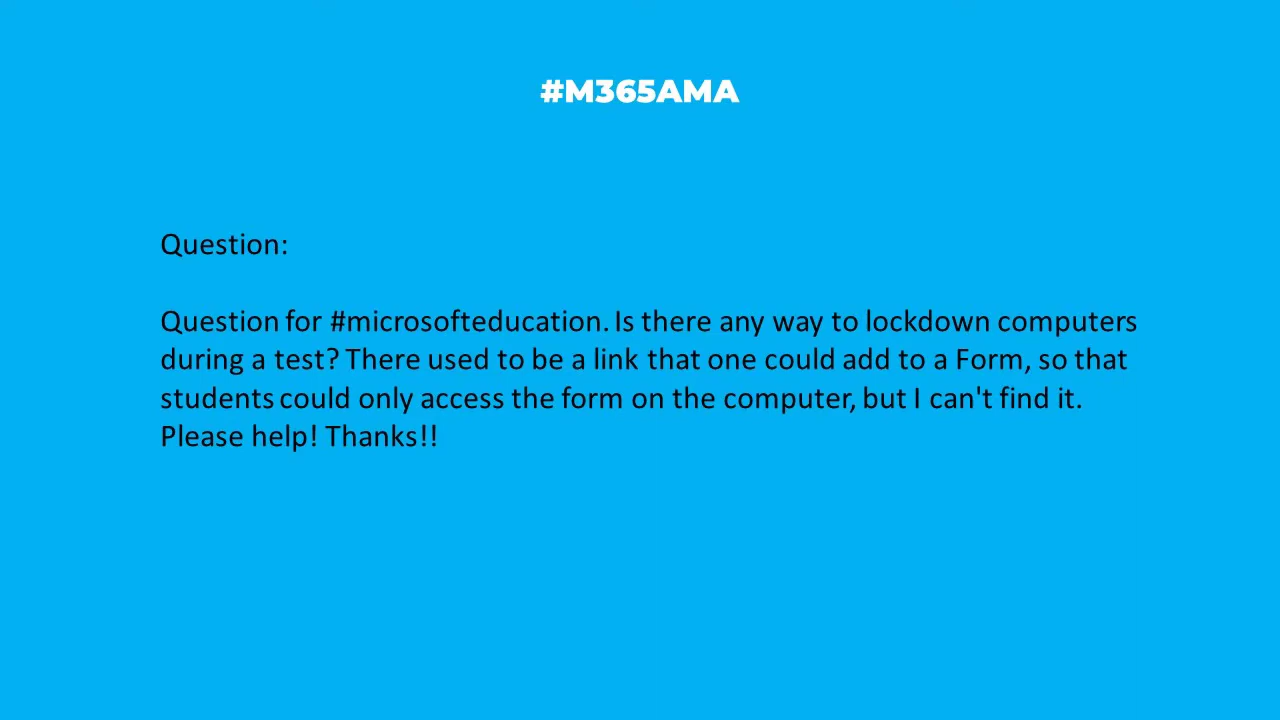 #M365AMA
Question:
Question for #microsofteducation. Is there any way to lockdown computers
during a test? There used to be a link that one could add to a Form, so that
students could only access the form on the computer, but I can't find it.
Please help! Thanks!!